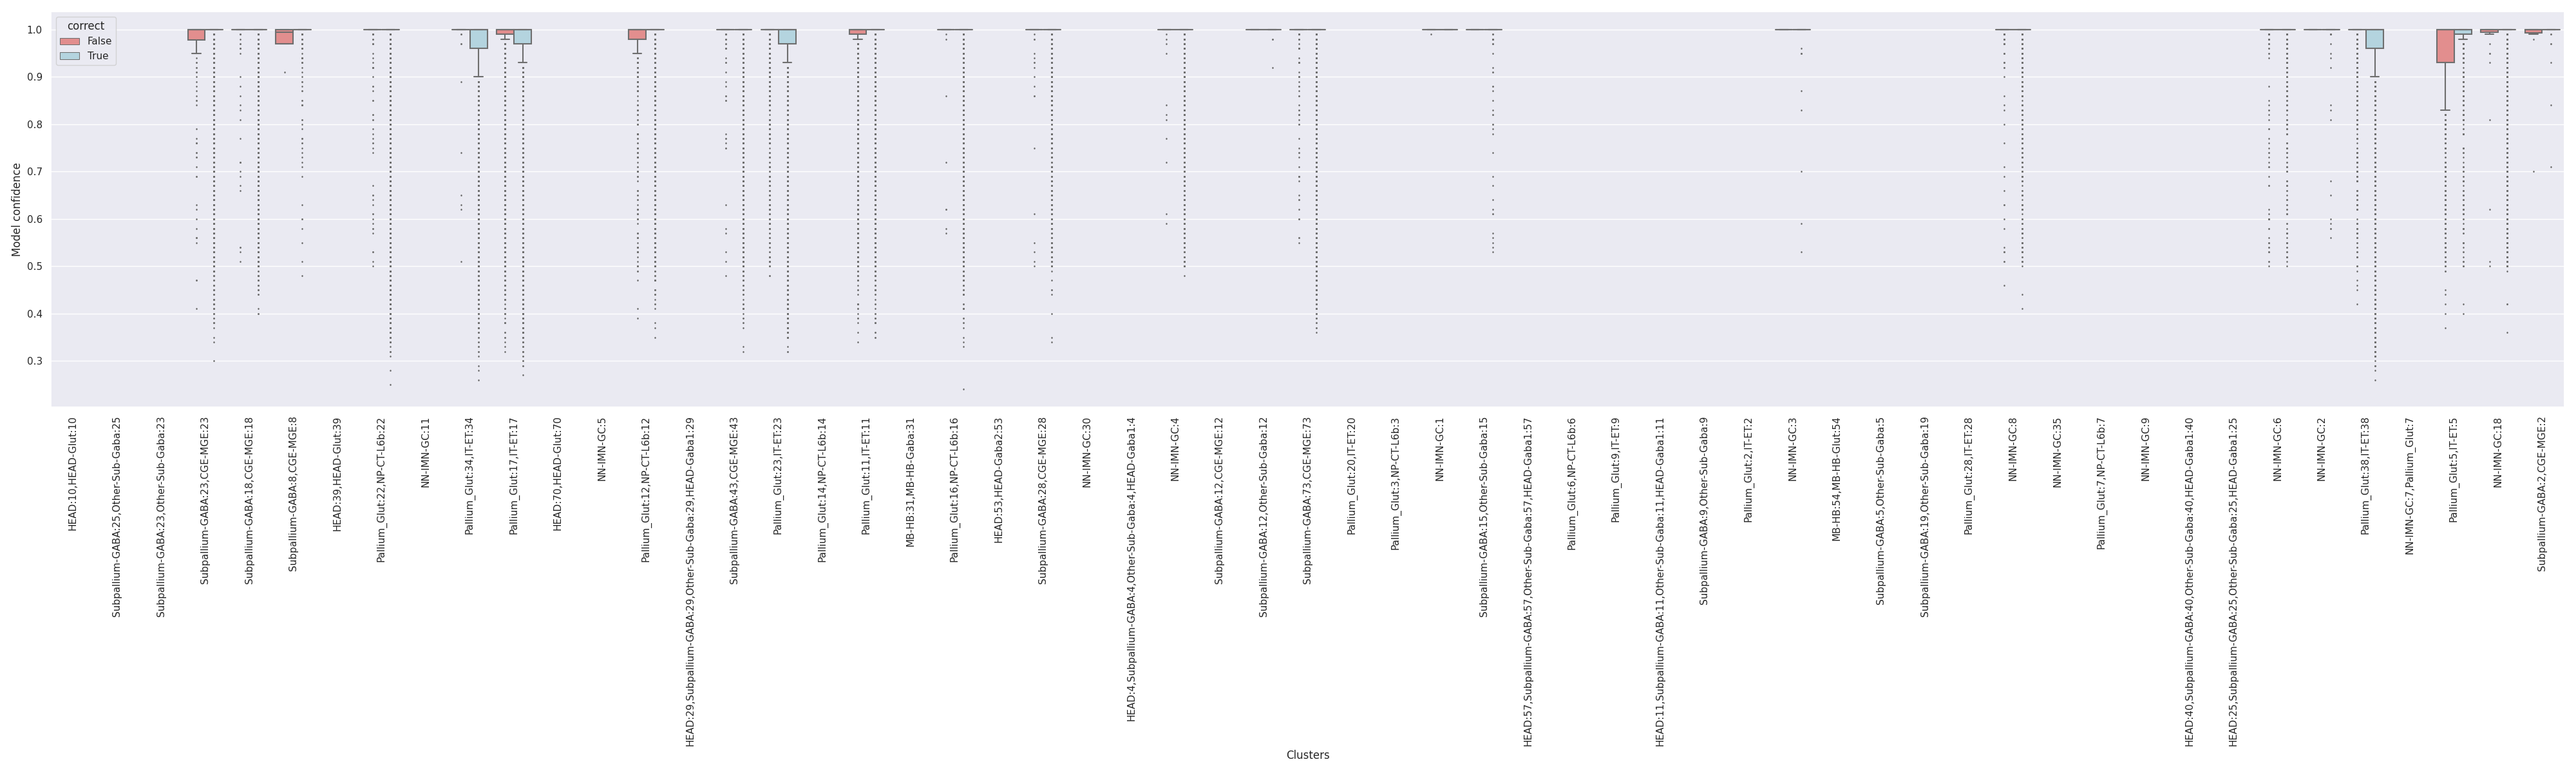 correct
False
True
1.0
0.9
0.8
0.7
0.6
0.5
0.4
0.3
Model confidence
HEAD:10,HEAD-Glut:10
Subpallium-GABA:25,Other-Sub-Gaba:25
Subpallium-GABA:23,Other-Sub-Gaba:23
Subpallium-GABA:23,CGE-MGE:23
Subpallium-GABA:18,CGE-MGE:18
Subpallium-GABA:8,CGE-MGE:8
HEAD:39,HEAD-Glut:39
Pallium_Glut:22,NP-CT-L6b:22
NN-IMN-GC:11
Pallium_Glut:34,IT-ET:34
Pallium_Glut:17,IT-ET:17
HEAD:70,HEAD-Glut:70
NN-IMN-GC:5
Pallium_Glut:12,NP-CT-L6b:12
HEAD:29,Subpallium-GABA:29,Other-Sub-Gaba:29,HEAD-Gaba1:29
Subpallium-GABA:43,CGE-MGE:43
Pallium_Glut:23,IT-ET:23
Pallium_Glut:14,NP-CT-L6b:14
Pallium_Glut:11,IT-ET:11
MB-HB:31,MB-HB-Gaba:31
Pallium_Glut:16,NP-CT-L6b:16
HEAD:53,HEAD-Gaba2:53
Subpallium-GABA:28,CGE-MGE:28
NN-IMN-GC:30
HEAD:4,Subpallium-GABA:4,Other-Sub-Gaba:4,HEAD-Gaba1:4
NN-IMN-GC:4
Subpallium-GABA:12,CGE-MGE:12
Subpallium-GABA:12,Other-Sub-Gaba:12
Subpallium-GABA:73,CGE-MGE:73
Pallium_Glut:20,IT-ET:20
Pallium_Glut:3,NP-CT-L6b:3
NN-IMN-GC:1
Subpallium-GABA:15,Other-Sub-Gaba:15
HEAD:57,Subpallium-GABA:57,Other-Sub-Gaba:57,HEAD-Gaba1:57
Pallium_Glut:6,NP-CT-L6b:6
Pallium_Glut:9,IT-ET:9
HEAD:11,Subpallium-GABA:11,Other-Sub-Gaba:11,HEAD-Gaba1:11
Subpallium-GABA:9,Other-Sub-Gaba:9
Pallium_Glut:2,IT-ET:2
NN-IMN-GC:3
MB-HB:54,MB-HB-Glut:54
Subpallium-GABA:5,Other-Sub-Gaba:5
Subpallium-GABA:19,Other-Sub-Gaba:19
Pallium_Glut:28,IT-ET:28
NN-IMN-GC:8
NN-IMN-GC:35
Pallium_Glut:7,NP-CT-L6b:7
NN-IMN-GC:9
HEAD:40,Subpallium-GABA:40,Other-Sub-Gaba:40,HEAD-Gaba1:40
HEAD:25,Subpallium-GABA:25,Other-Sub-Gaba:25,HEAD-Gaba1:25
NN-IMN-GC:6
NN-IMN-GC:2
Pallium_Glut:38,IT-ET:38
NN-IMN-GC:7,Pallium_Glut:7
Pallium_Glut:5,IT-ET:5
NN-IMN-GC:18
Subpallium-GABA:2,CGE-MGE:2
Clusters